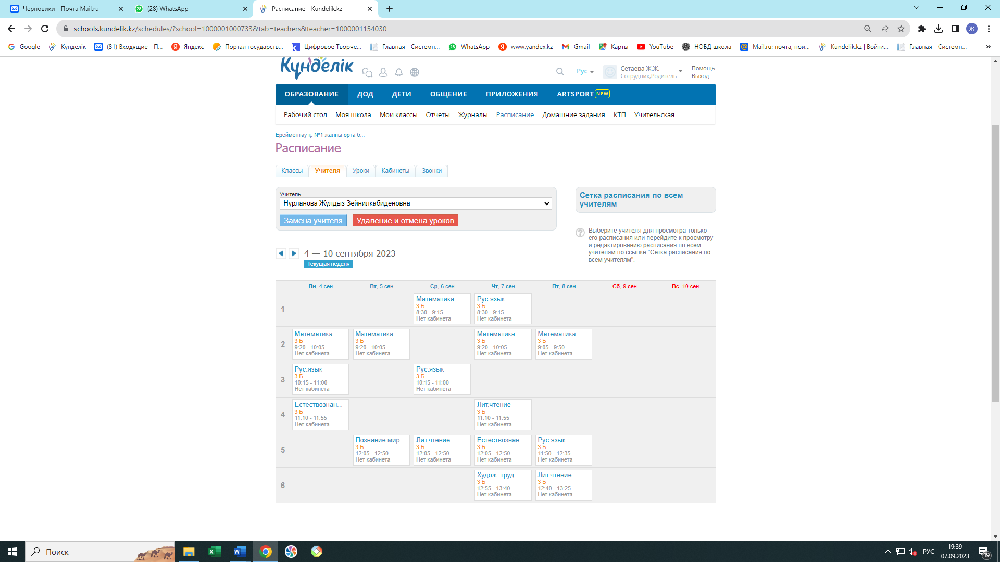 Черновики - Почта Mail.ru
(28) WhatsApp
Расписание - Kundelik.kz
schools.kundelik.kz/schedules/?school=1000001000733&tab=teachers&teacher=1000001154030
Ж
Google
Күнделік
(81) Входящие - П...
Яндекс
Портал государств...
Цифровое Творче...
Главная - Системн...
WhatsApp
www.yandex.kz
Gmail
Карты
YouTube
НОБД школа
Mail.ru: почта, пои...
Kundelik.kz | Войти...
Главная - Системн...
»
Күнделік
Рус
Сетаева Ж.Ж.
Сотрудник,Родитель
Помощь
Выход
ОБРАЗОВАНИЕ
ДОД
ДЕТИ
ОБЩЕНИЕ
ПРИЛОЖЕНИЯ
ARTSPORT NEW
Рабочий стол
Моя школа
Мои классы
Отчеты
Журналы
Расписание
Домашние задания
КТП
Учительская
Ерейментау қ. №1 жалпы орта б...
Расписание
Классы
Учителя
Уроки
Кабинеты
Звонки
Учитель
Нурланова Жулдыз Зейнилкабиденовна
Замена учителя
Удаление и отмена уроков
Сетка расписания по всем
учителям
Выберите учителя для просмотра только
его расписания или перейдите к просмотру
и редактированию расписания по всем
учителям по ссылке "Сетка расписания по
всем учителям".
4 — 10 сентября 2023
Текущая неделя
Пн, 4 сен
Вт, 5 сен
Ср, 6 сен
Чт, 7 сен
Пт, 8 сен
Сб, 9 сен
Вс, 10 сен
1
Математика
3 Б
8:30 - 9:15
Нет кабинета
Рус.язык
3 Б
8:30 - 9:15
Нет кабинета
2
Математика
3 Б
9:20 - 10:05
Нет кабинета
Математика
3 Б
9:20 - 10:05
Нет кабинета
Математика
3 Б
9:20 - 10:05
Нет кабинета
Математика
3 Б
9:05 - 9:50
Нет кабинета
3
Рус.язык
3 Б
10:15 - 11:00
Нет кабинета
Рус.язык
3 Б
10:15 - 11:00
Нет кабинета
4
Естествознан...
3 Б
11:10 - 11:55
Нет кабинета
Лит.чтение
3 Б
11:10 - 11:55
Нет кабинета
5
Познание мир...
3 Б
12:05 - 12:50
Нет кабинета
Лит.чтение
3 Б
12:05 - 12:50
Нет кабинета
Естествознан...
3 Б
12:05 - 12:50
Нет кабинета
Рус.язык
3 Б
11:50 - 12:35
Нет кабинета
6
Худож. труд
3 Б
12:55 - 13:40
Нет кабинета
Лит.чтение
3 Б
12:40 - 13:25
Нет кабинета
Поиск
РУС
19:39
07.09.2023
19